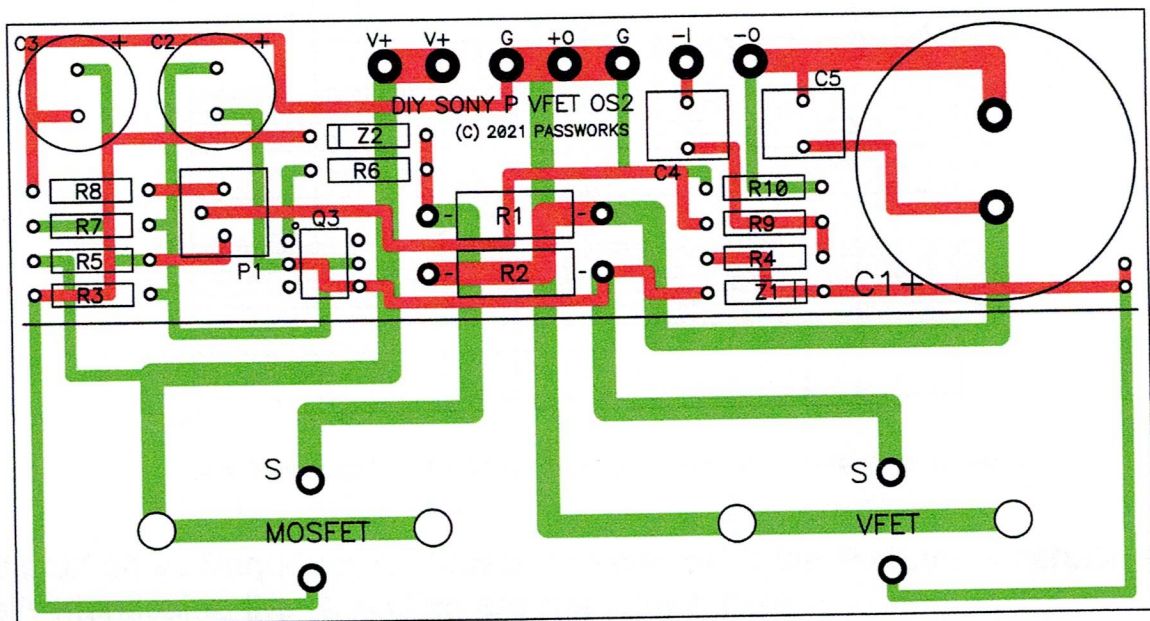 C3 + C2 + V+ V+ G +O G -I -O
C5
DIY SONY P VFET OS2
(C) 2021 PASSWORKS
Z2
R6
C4
R8
R10
R7
Q3
- R1 -
R9
R5
P1
- R2 -
R4
R3
Z1
C1+
S
S
MOSFET
VFET